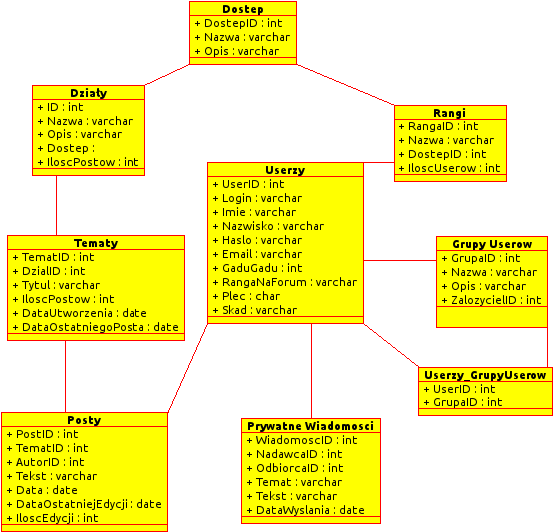 Dostep
+ DostepID : int
+ Nazwa : varchar
+ Opis : varchar
Działy
+ ID : int
+ Nazwa : varchar
+ Opis : varchar
+ Dostep :
+ IloscPostow : int
Rangi
+ RangaID : int
+ Nazwa : varchar
+ DostepID : int
+ IloscUserow : int
Userzy
+ UserID : int
+ Login : varchar
+ Imie : varchar
+ Nazwisko : varchar
+ Haslo : varchar
+ Email : varchar
+ GaduGadu : int
+ RangaNaForum : varchar
+ Plec : char
+ Skad : varchar
Tematy
+ TematID : int
+ DzialID : int
+ Tytul : varchar
+ IloscPostow : int
+ DataUtworzenia : date
+ DataOstatniegoPosta : date
Grupy Userow
+ GrupaID : int
+ Nazwa : varchar
+ Opis : varchar
+ ZalozycielID : int
Userzy_GrupyUserow
+ UserID : int
+ GrupaID : int
Posty
+ PostID : int
+ TematID : int
+ AutorID : int
+ Tekst : varchar
+ Data : date
+ DataOstatniejEdycji : date
+ IloscEdycji : int
Prywatne Wiadomosci
+ WiadomoscID : int
+ NadawcaID : int
+ OdbiorcaID : int
+ Temat : varchar
+ Tekst : varchar
+ DataWyslania : date